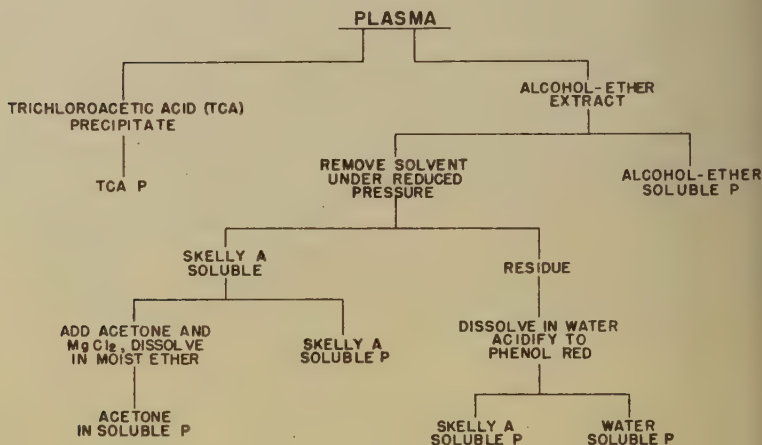 PLASMA
TRICHLOROACETIC ACID (TCA)
PRECIPITATE
TCA P
ALCOHOL-ETHER
EXTRACT
REMOVE SOLVENT
UNDER REDUCED
PRESSURE
ALCOHOL-ETHER
SOLUBLE P
SKELLY A
SOLUBLE
RESIDUE
ADD ACETONE AND
MgCl₂, DISSOLVE
IN MOIST ETHER
SKELLY A
SOLUBLE P
DISSOLVE IN WATER
ACIDIFY TO
PHENOL RED
ACETONE
IN SOLUBLE P
SKELLY A
SOLUBLE P
WATER
SOLUBLE P